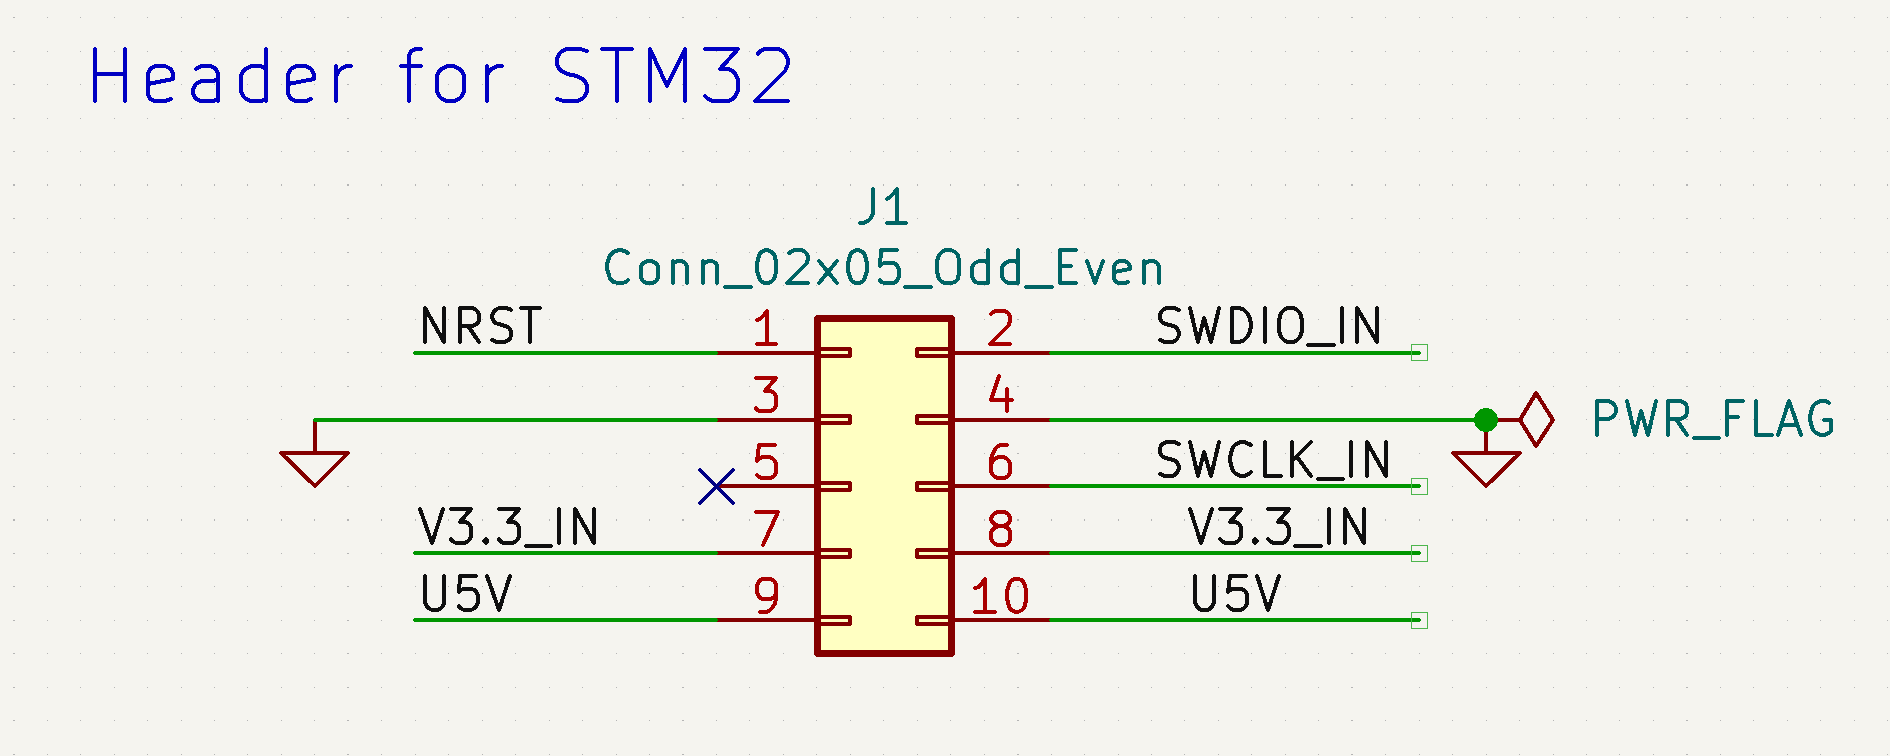 Header for STM32
J1
Conn_02x05_Odd_Even
NRST 1 2 SWDIO_IN
3 4 PWR_FLAG
5 6 SWCLK_IN
V3.3_IN 7 8 V3.3_IN
U5V 9 10 U5V